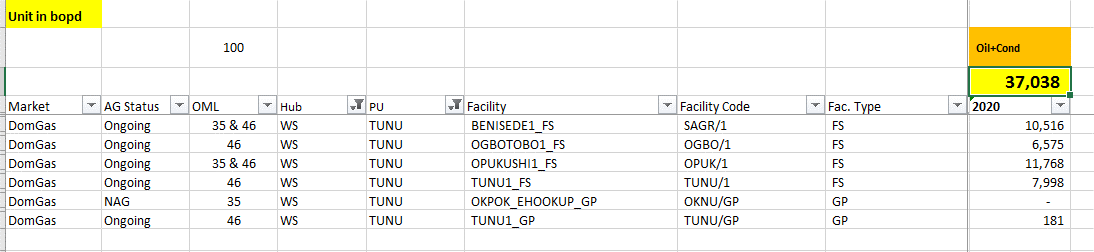 Unit in bopd
100 Oil+Cond
37,038
Market AG Status OML Hub PU Facility Facility Code Fac. Type 2020
DomGas Ongoing 35 & 46 WS TUNU BENISEDE1_FS SAGR/1 FS 10,516
DomGas Ongoing 46 WS TUNU OGBOTOBO1_FS OGBO/1 FS 6,575
DomGas Ongoing 35 & 46 WS TUNU OPUKUSHI1_FS OPUK/1 FS 11,768
DomGas Ongoing 46 WS TUNU TUNU1_FS TUNU/1 FS 7,998
DomGas NAG 35 WS TUNU OKPOK_EHOOKUP_GP OKNU/GP GP -
DomGas Ongoing 46 WS TUNU TUNU1_GP TUNU/GP GP 181